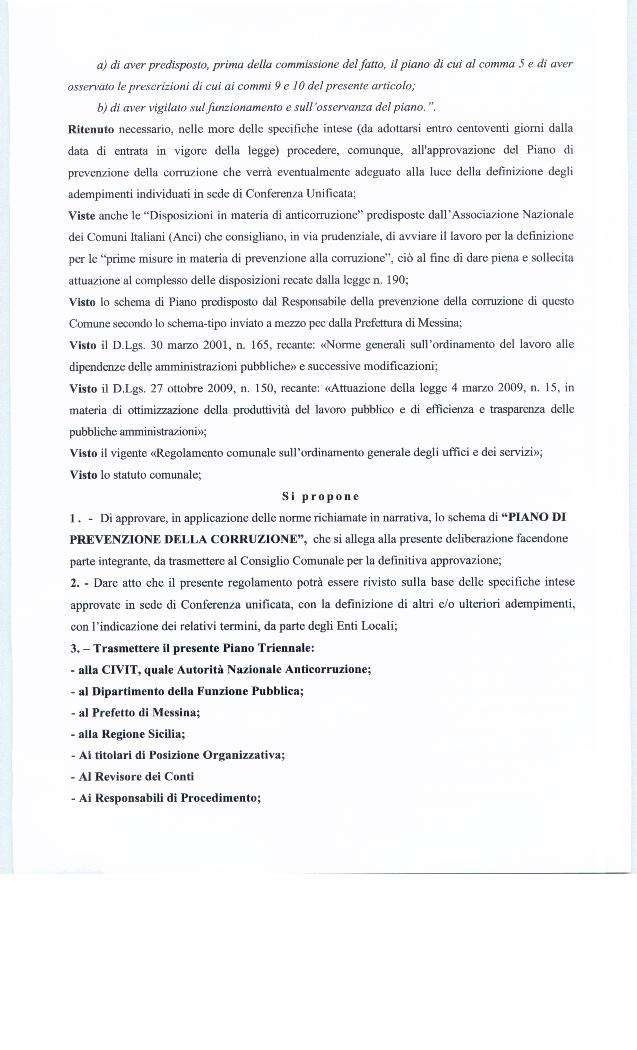 a) di aver predisposto, prima della commissione del fatto, il piano di cui al comma 5 e di aver
osservato le prescrizioni di cui ai commi 9 e 10 del presente articolo;
b) di aver vigilato sul funzionamento e sull'osservanza del piano.".
Ritenuto necessario, nelle more delle specifiche intese (da adottarsi entro centoventi giorni dalla
data di entrata in vigore della legge) procedere, comunque, all'approvazione del Piano di
prevenzione della corruzione che verrà eventualmente adeguato alla luce della definizione degli
adempimenti individuati in sede di Conferenza Unificata;
Viste anche le “Disposizioni in materia di anticorruzione” predisposte dall'Associazione Nazionale
dei Comuni Italiani (Anci) che consigliano, in via prudenziale, di avviare il lavoro per la definizione
per le “prime misure in materia di prevenzione alla corruzione”, ciò al fine di dare piena e sollecita
attuazione al complesso delle disposizioni recate dalla legge n. 190;
Visto lo schema di Piano predisposto dal Responsabile della prevenzione della corruzione di questo
Comune secondo lo schema-tipo inviato a mezzo pec dalla Prefettura di Messina;
Visto il D.Lgs. 30 marzo 2001, n. 165, recante: «Norme generali sull'ordinamento del lavoro alle
dipendenze delle amministrazioni pubbliche» e successive modificazioni;
Visto il D.Lgs. 27 ottobre 2009, n. 150, recante: «Attuazione della legge 4 marzo 2009, n. 15, in
materia di ottimizzazione della produttività del lavoro pubblico e di efficienza e trasparenza delle
pubbliche amministrazioni»;
Visto il vigente «Regolamento comunale sull'ordinamento generale degli uffici e dei servizi»;
Visto lo statuto comunale;
Si propone
1. - Di approvare, in applicazione delle norme richiamate in narrativa, lo schema di “PIANO DI
PREVENZIONE DELLA CORRUZIONE”, che si allega alla presente deliberazione facendone
parte integrante, da trasmettere al Consiglio Comunale per la definitiva approvazione;
2. - Dare atto che il presente regolamento potrà essere rivisto sulla base delle specifiche intese
approvate in sede di Conferenza unificata, con la definizione di altri e/o ulteriori adempimenti,
con l'indicazione dei relativi termini, da parte degli Enti Locali;
3. – Trasmettere il presente Piano Triennale:
- alla CIVIT, quale Autorità Nazionale Anticorruzione;
- al Dipartimento della Funzione Pubblica;
- al Prefetto di Messina;
- alla Regione Sicilia;
- Ai titolari di Posizione Organizzativa;
- Al Revisore dei Conti
- Ai Responsabili di Procedimento;